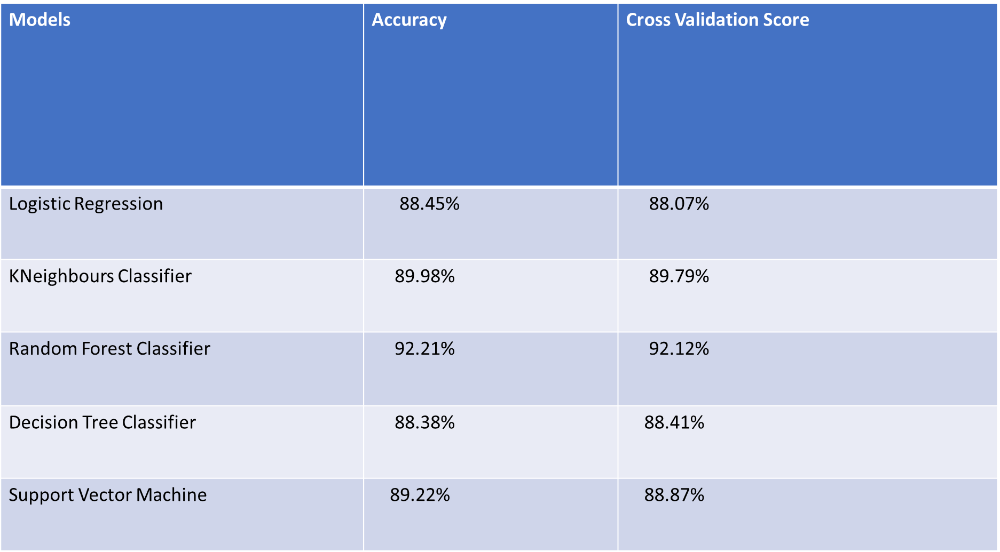 Models Accuracy Cross Validation Score
Logistic Regression 88.45% 88.07%
KNeighbours Classifier 89.98% 89.79%
Random Forest Classifier 92.21% 92.12%
Decision Tree Classifier 88.38% 88.41%
Support Vector Machine 89.22% 88.87%